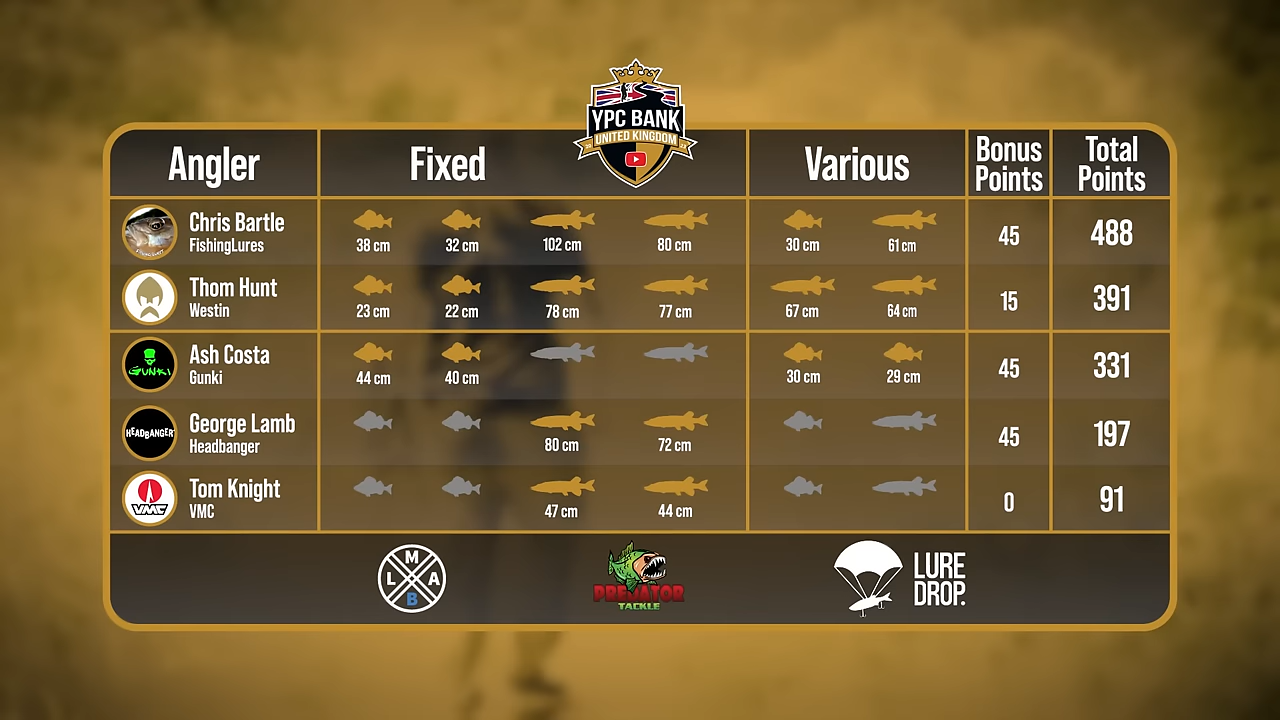 YPC BANK
UNITED KINGDOM
Angler Fixed Various Bonus Points Total Points
Chris Bartle
FishingLures
38 cm 32 cm 102 cm 80 cm 30 cm 61 cm 45 488
Thom Hunt
Westin
23 cm 22 cm 78 cm 77 cm 67 cm 64 cm 15 391
GUNKI
Ash Costa
Gunki
44 cm 40 cm 30 cm 29 cm 45 331
HEADBANGER
George Lamb
Headbanger
80 cm 72 cm 45 197
VMC
Tom Knight
VMC
47 cm 44 cm 0 91
L M A B
PREDATOR
TACKLE
LURE
DROP.